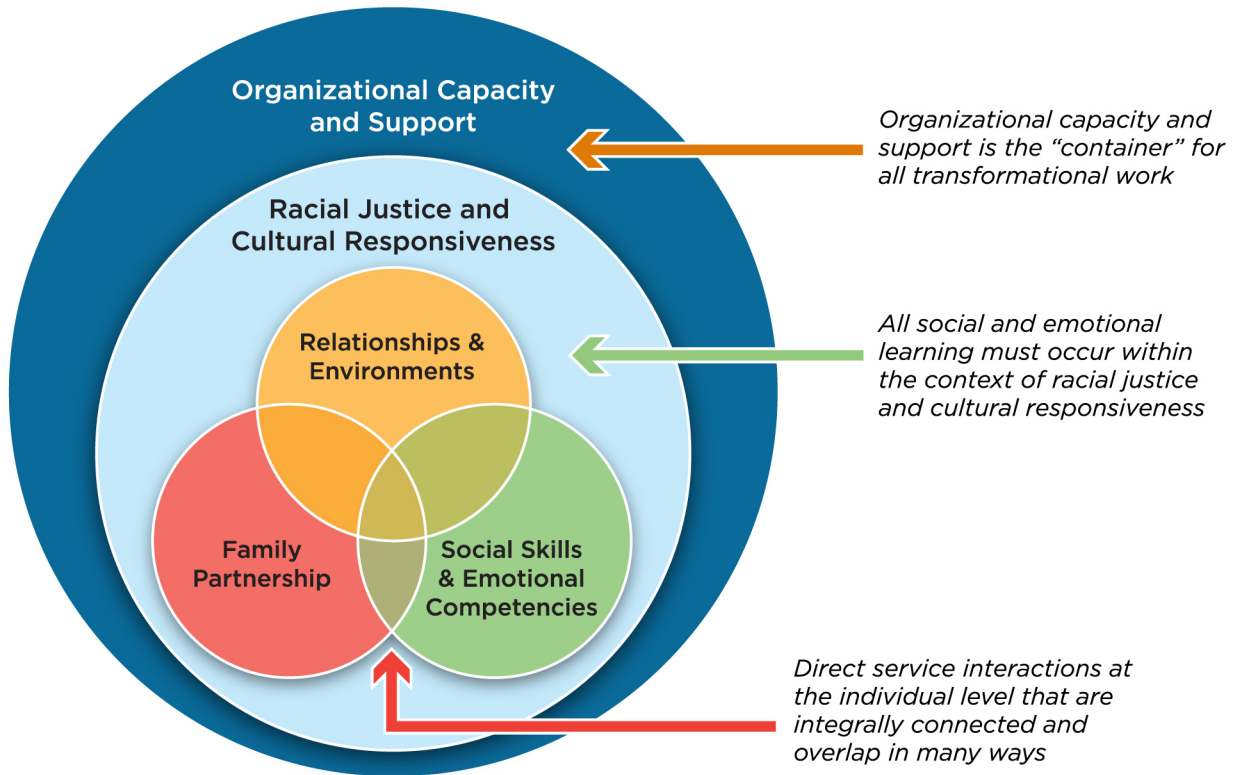 Organizational Capacity
and Support
Organizational capacity and
support is the “container” for
all transformational work
Racial Justice and
Cultural Responsiveness
Relationships &
Environments
All social and emotional
learning must occur within
the context of racial justice
and cultural responsiveness
Family
Partnership
Social Skills
& Emotional
Competencies
Direct service interactions at
the individual level that are
integrally connected and
overlap in many ways